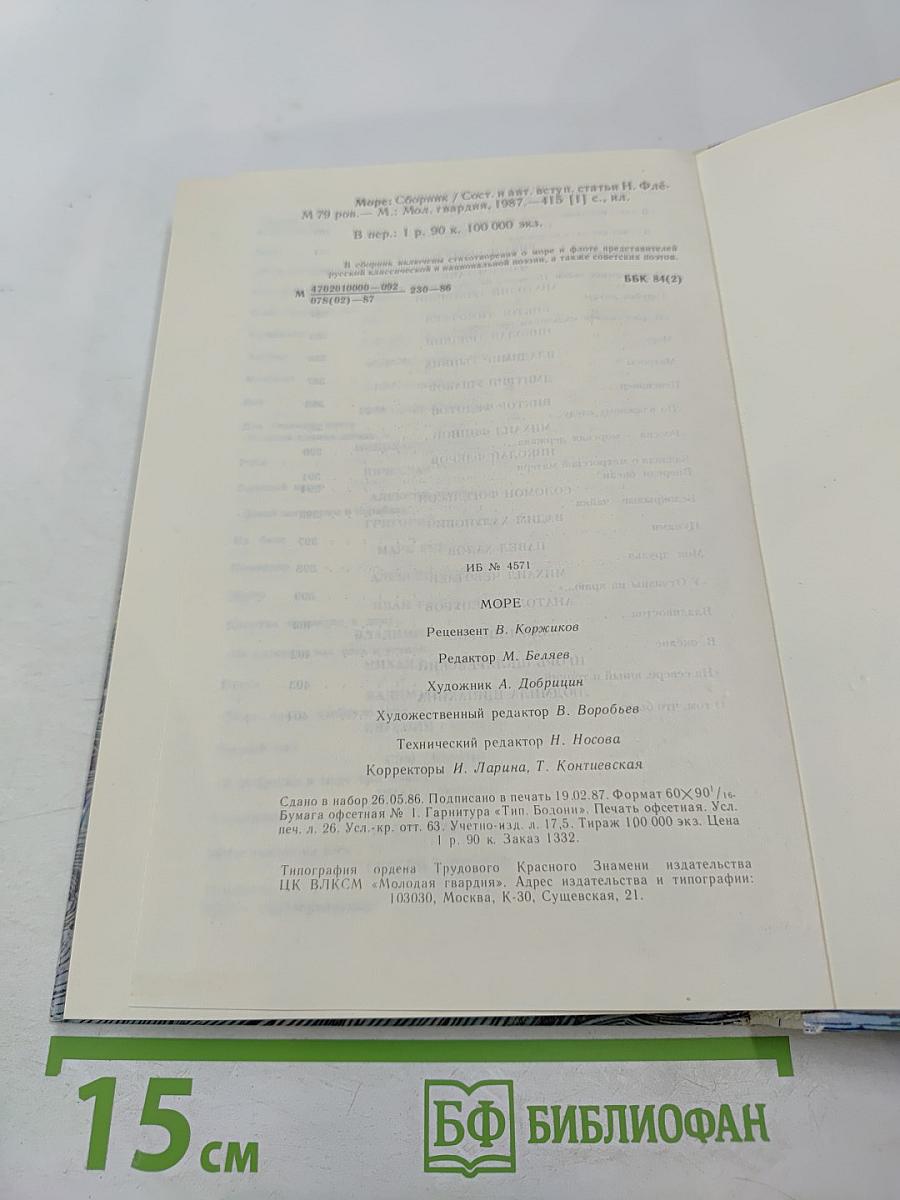 Море: Сборник / Сост. и авт. вступ. статьи Н. Флё-
М 79 ров.— М.: Мол. гвардия, 1987.—415 [1] с., ил.
В пер.: 1 р. 90 к. 100 000 экз.
В сборник включены стихотворения о море и флоте представителей
русской классической и национальной поэзии, а также советских поэтов.
М 4702010000—092 230—86 ББК 84(2)
078(02)—87
ИБ № 4571
МОРЕ
Рецензент В. Коржиков
Редактор М. Беляев
Художник А. Добрицин
Художественный редактор В. Воробьев
Технический редактор Н. Носова
Корректоры И. Ларина, Т. Контиевская
Сдано в набор 26.05.86. Подписано в печать 19.02.87. Формат 60×90¹/₁₆.
Бумага офсетная № 1. Гарнитура «Тип. Бодони». Печать офсетная. Усл.
печ. л. 26. Усл.-кр. отт. 63. Учетно-изд. л. 17,5. Тираж 100 000 экз. Цена
1 р. 90 к. Заказ 1332.
Типография ордена Трудового Красного Знамени издательства
ЦК ВЛКСМ «Молодая гвардия». Адрес издательства и типографии:
103030, Москва, К-30, Сущевская, 21.
15 см
БФ БИБЛИОФАН